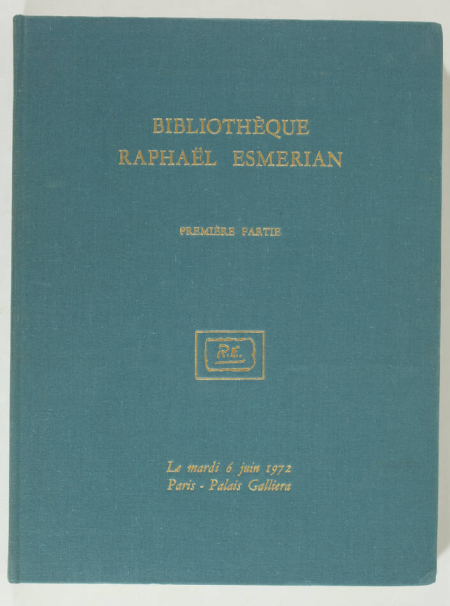 BIBLIOTHÈQUE
RAPHAËL ESMERIAN
PREMIÈRE PARTIE
R.E.
Le mardi 6 juin 1972
Paris - Palais Galliera